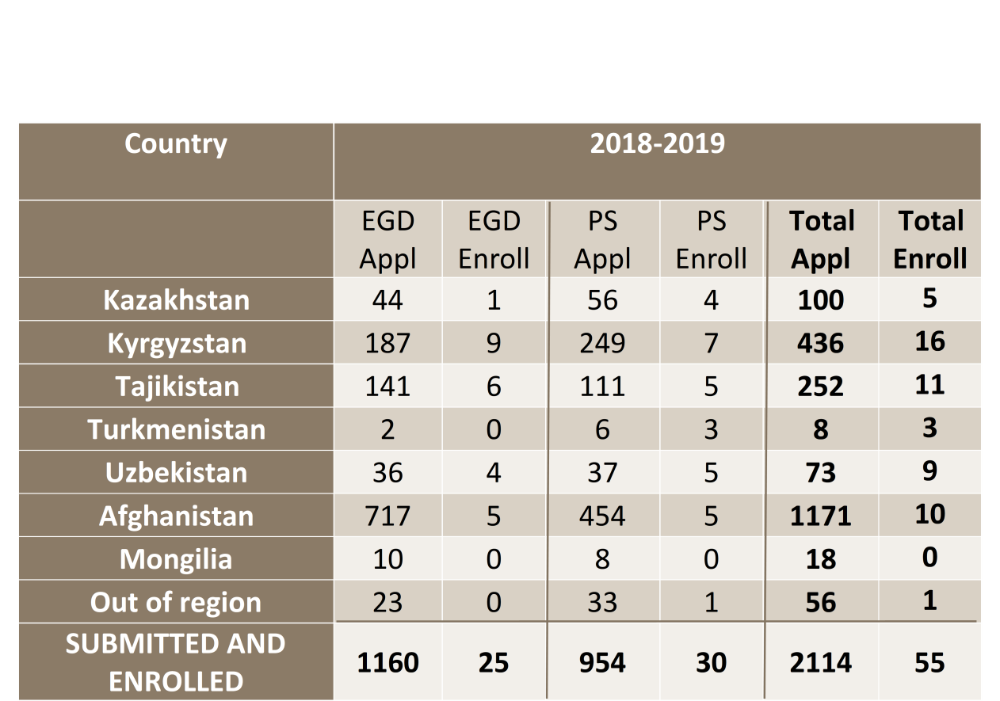 Country 2018-2019
EGD EGD PS PS Total Total
Appl Enroll Appl Enroll Appl Enroll
Kazakhstan 44 1 56 4 100 5
Kyrgyzstan 187 9 249 7 436 16
Tajikistan 141 6 111 5 252 11
Turkmenistan 2 0 6 3 8 3
Uzbekistan 36 4 37 5 73 9
Afghanistan 717 5 454 5 1171 10
Mongilia 10 0 8 0 18 0
Out of region 23 0 33 1 56 1
SUBMITTED AND
ENROLLED 1160 25 954 30 2114 55